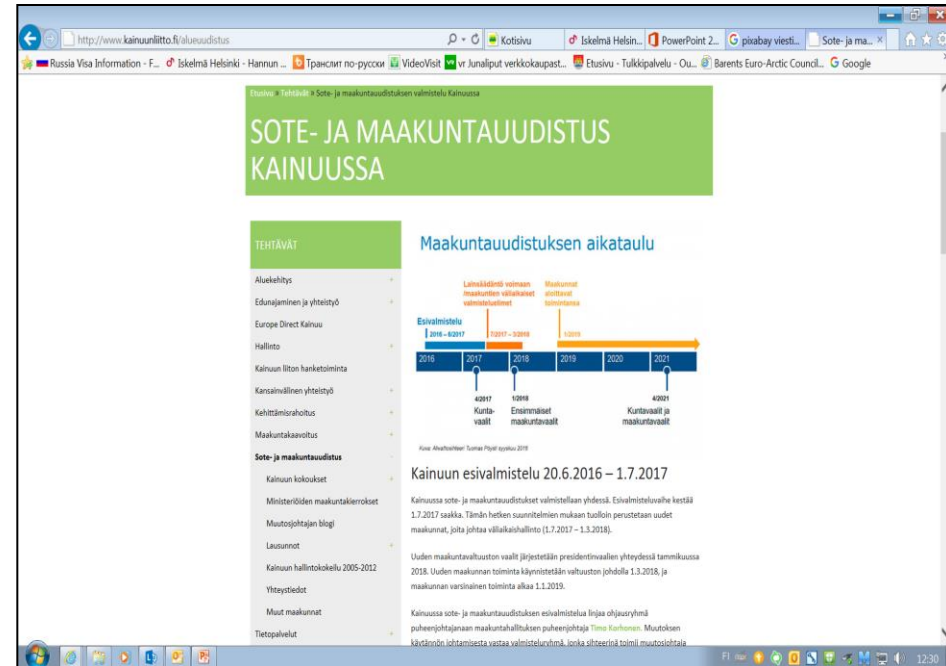 http://www.kainuunliitto.fi/alueuudistus
Kotisivu
Iskelmä Helsin...
PowerPoint 2...
pixabay viesti...
Sote- ja ma...
Russia Visa Information - F...
Iskelmä Helsinki - Hannun ...
Транслит по-русски
VideoVisit
vr Junaliput verkkokaupast...
Etusivu - Tulkkipalvelu - Ou...
Barents Euro-Arctic Council...
Google
Etusivu » Tehtävät » Sote- ja maakuntauudistuksen valmistelu Kainuussa
SOTE- JA MAAKUNTAUUDISTUS
KAINUUSSA
TEHTÄVÄT
Aluekehitys
Edunajaminen ja yhteistyö
Europe Direct Kainuu
Hallinto
Kainuun liiton hanketoiminta
Kansainvälinen yhteistyö
Kehittämisrahoitus
Maakuntakaavoitus
Sote- ja maakuntauudistus
Kainuun kokoukset
Ministeriöiden maakuntakierrokset
Muutosjohtajan blogi
Lausunnot
Kainuun hallintokokeilu 2005-2012
Yhteystiedot
Muut maakunnat
Tietopalvelut
Maakuntauudistuksen aikataulu
Lainsäädäntö voimaan
/maakuntien väliaikaiset
valmistelutoimielimet
Maakunnat
aloittavat
toimintansa
Esivalmistelu
2016 – 6/2017
7/2017 – 3/2018
1/2019
2016 2017 2018 2019 2020 2021
4/2017
Kunta-
vaalit
1/2018
Ensimmäiset
maakuntavaalit
4/2021
Kuntavaalit ja
maakuntavaalit
Kuva: Alivaltiosihteeri Tuomas Pöysti syyskuu 2016
Kainuun esivalmistelu 20.6.2016 – 1.7.2017
Kainuussa sote- ja maakuntauudistukset valmistellaan yhdessä. Esivalmisteluvaihe kestää
1.7.2017 saakka. Tämän hetken suunnitelmien mukaan tuolloin perustetaan uudet
maakunnat, joita johtaa väliaikaishallinto (1.7.2017 – 1.3.2018).
Uuden maakuntavaltuuston vaalit järjestetään presidentinvaalien yhteydessä tammikuussa
2018. Uuden maakunnan toiminta käynnistetään valtuuston johdolla 1.3.2018, ja
maakunnan varsinainen toiminta alkaa 1.1.2019.
Kainuussa sote- ja maakuntauudistuksen esivalmistelua linjaa ohjausryhmä
puheenjohtajanaan maakuntahallituksen puheenjohtaja Timo Korhonen. Muutoksen
käytännön johtamisesta vastaa valmisteluryhmä, jonka sihteerinä toimii muutosjohtaja
FI
12:30